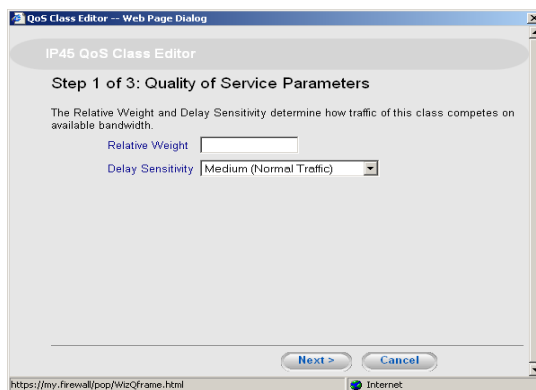 QoS Class Editor -- Web Page Dialog
IP45 QoS Class Editor
Step 1 of 3: Quality of Service Parameters
The Relative Weight and Delay Sensitivity determine how traffic of this class competes on
available bandwidth.
Relative Weight
Delay Sensitivity Medium (Normal Traffic)
Next > Cancel
https://my.firewall/pop/WizQframe.html Internet